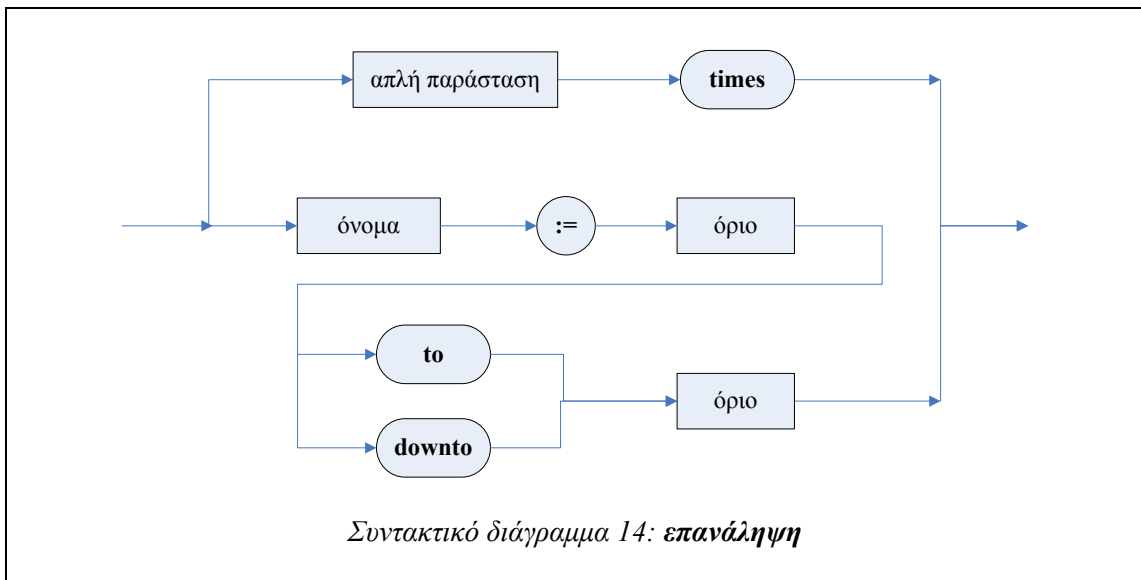 απλή παράσταση times
όνομα := όριο
to
όριο
downto
Συντακτικό διάγραμμα 14: επανάληψη